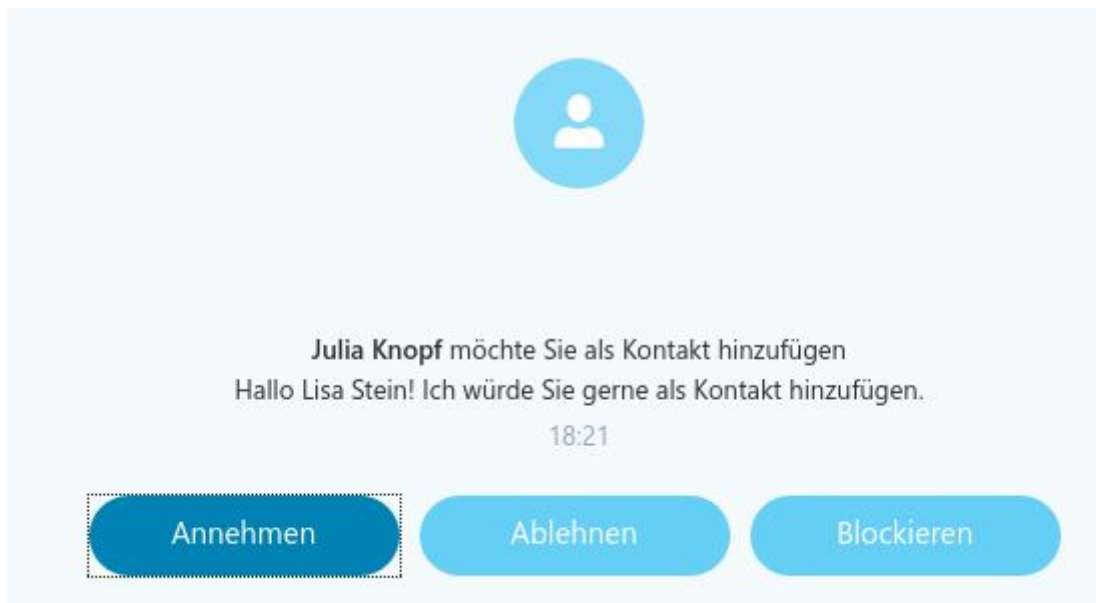 Julia Knopf möchte Sie als Kontakt hinzufügen
Hallo Lisa Stein! Ich würde Sie gerne als Kontakt hinzufügen.
18:21
Annehmen Ablehnen Blockieren